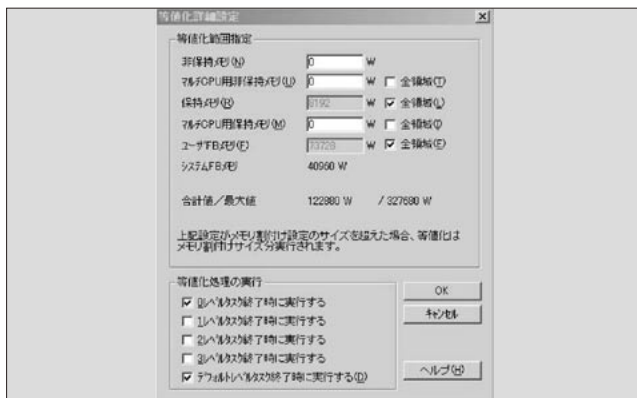 等値化詳細設定
等値化範囲指定
非保持メモリ(N) 0 W
マルチCPU用非保持メモリ(U) 0 W 全領域(T)
保持メモリ(R) 8192 W 全領域(L)
マルチCPU用保持メモリ(M) 0 W 全領域(I)
ユーザFBメモリ(F) 73728 W 全領域(E)
システムFBメモリ 40960 W
合計値/最大値 122880 W / 327680 W
上記設定がメモリ割付け設定のサイズを超えた場合、等値化は
メモリ割付けサイズ分実行されます。
等値化処理の実行
0レベルタスク終了時に実行する
1レベルタスク終了時に実行する
2レベルタスク終了時に実行する
3レベルタスク終了時に実行する
デフォルトレベルタスク終了時に実行する(D)
OK
キャンセル
ヘルプ(H)